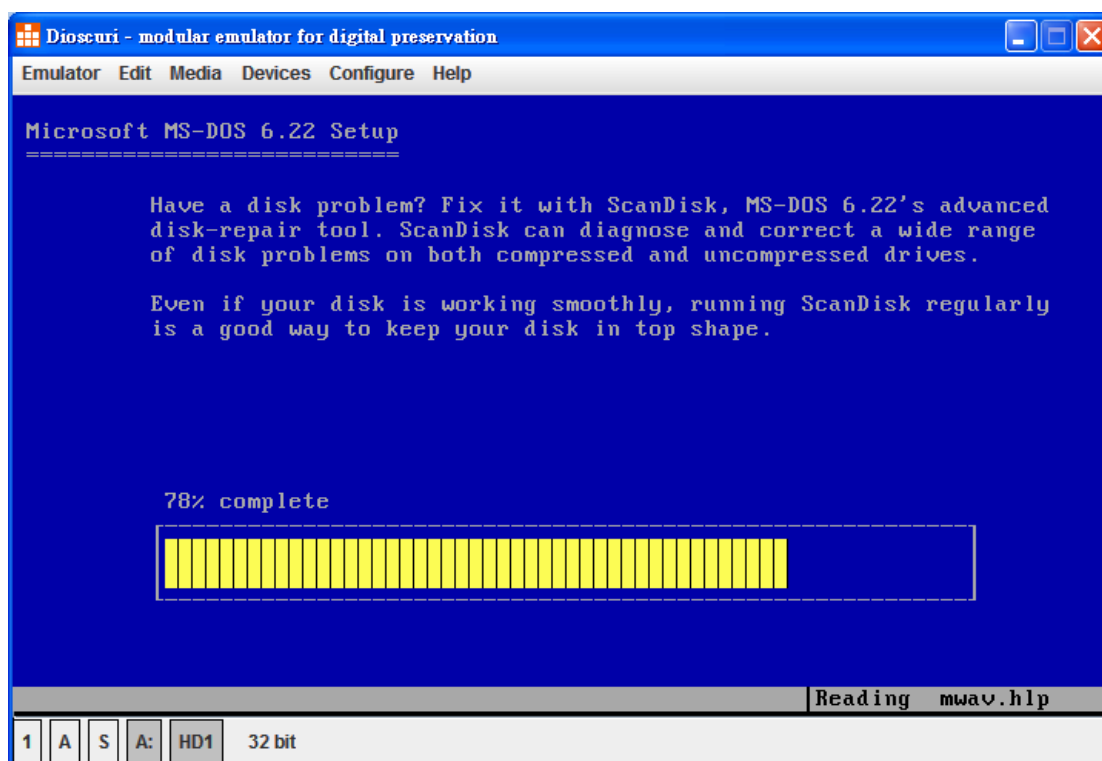 Dioscuri - modular emulator for digital preservation
Emulator Edit Media Devices Configure Help
Microsoft MS-DOS 6.22 Setup
===========================
Have a disk problem? Fix it with ScanDisk, MS-DOS 6.22's advanced
disk-repair tool. ScanDisk can diagnose and correct a wide range
of disk problems on both compressed and uncompressed drives.
Even if your disk is working smoothly, running ScanDisk regularly
is a good way to keep your disk in top shape.
78% complete
Reading mwav.hlp
1 A S A: HD1 32 bit